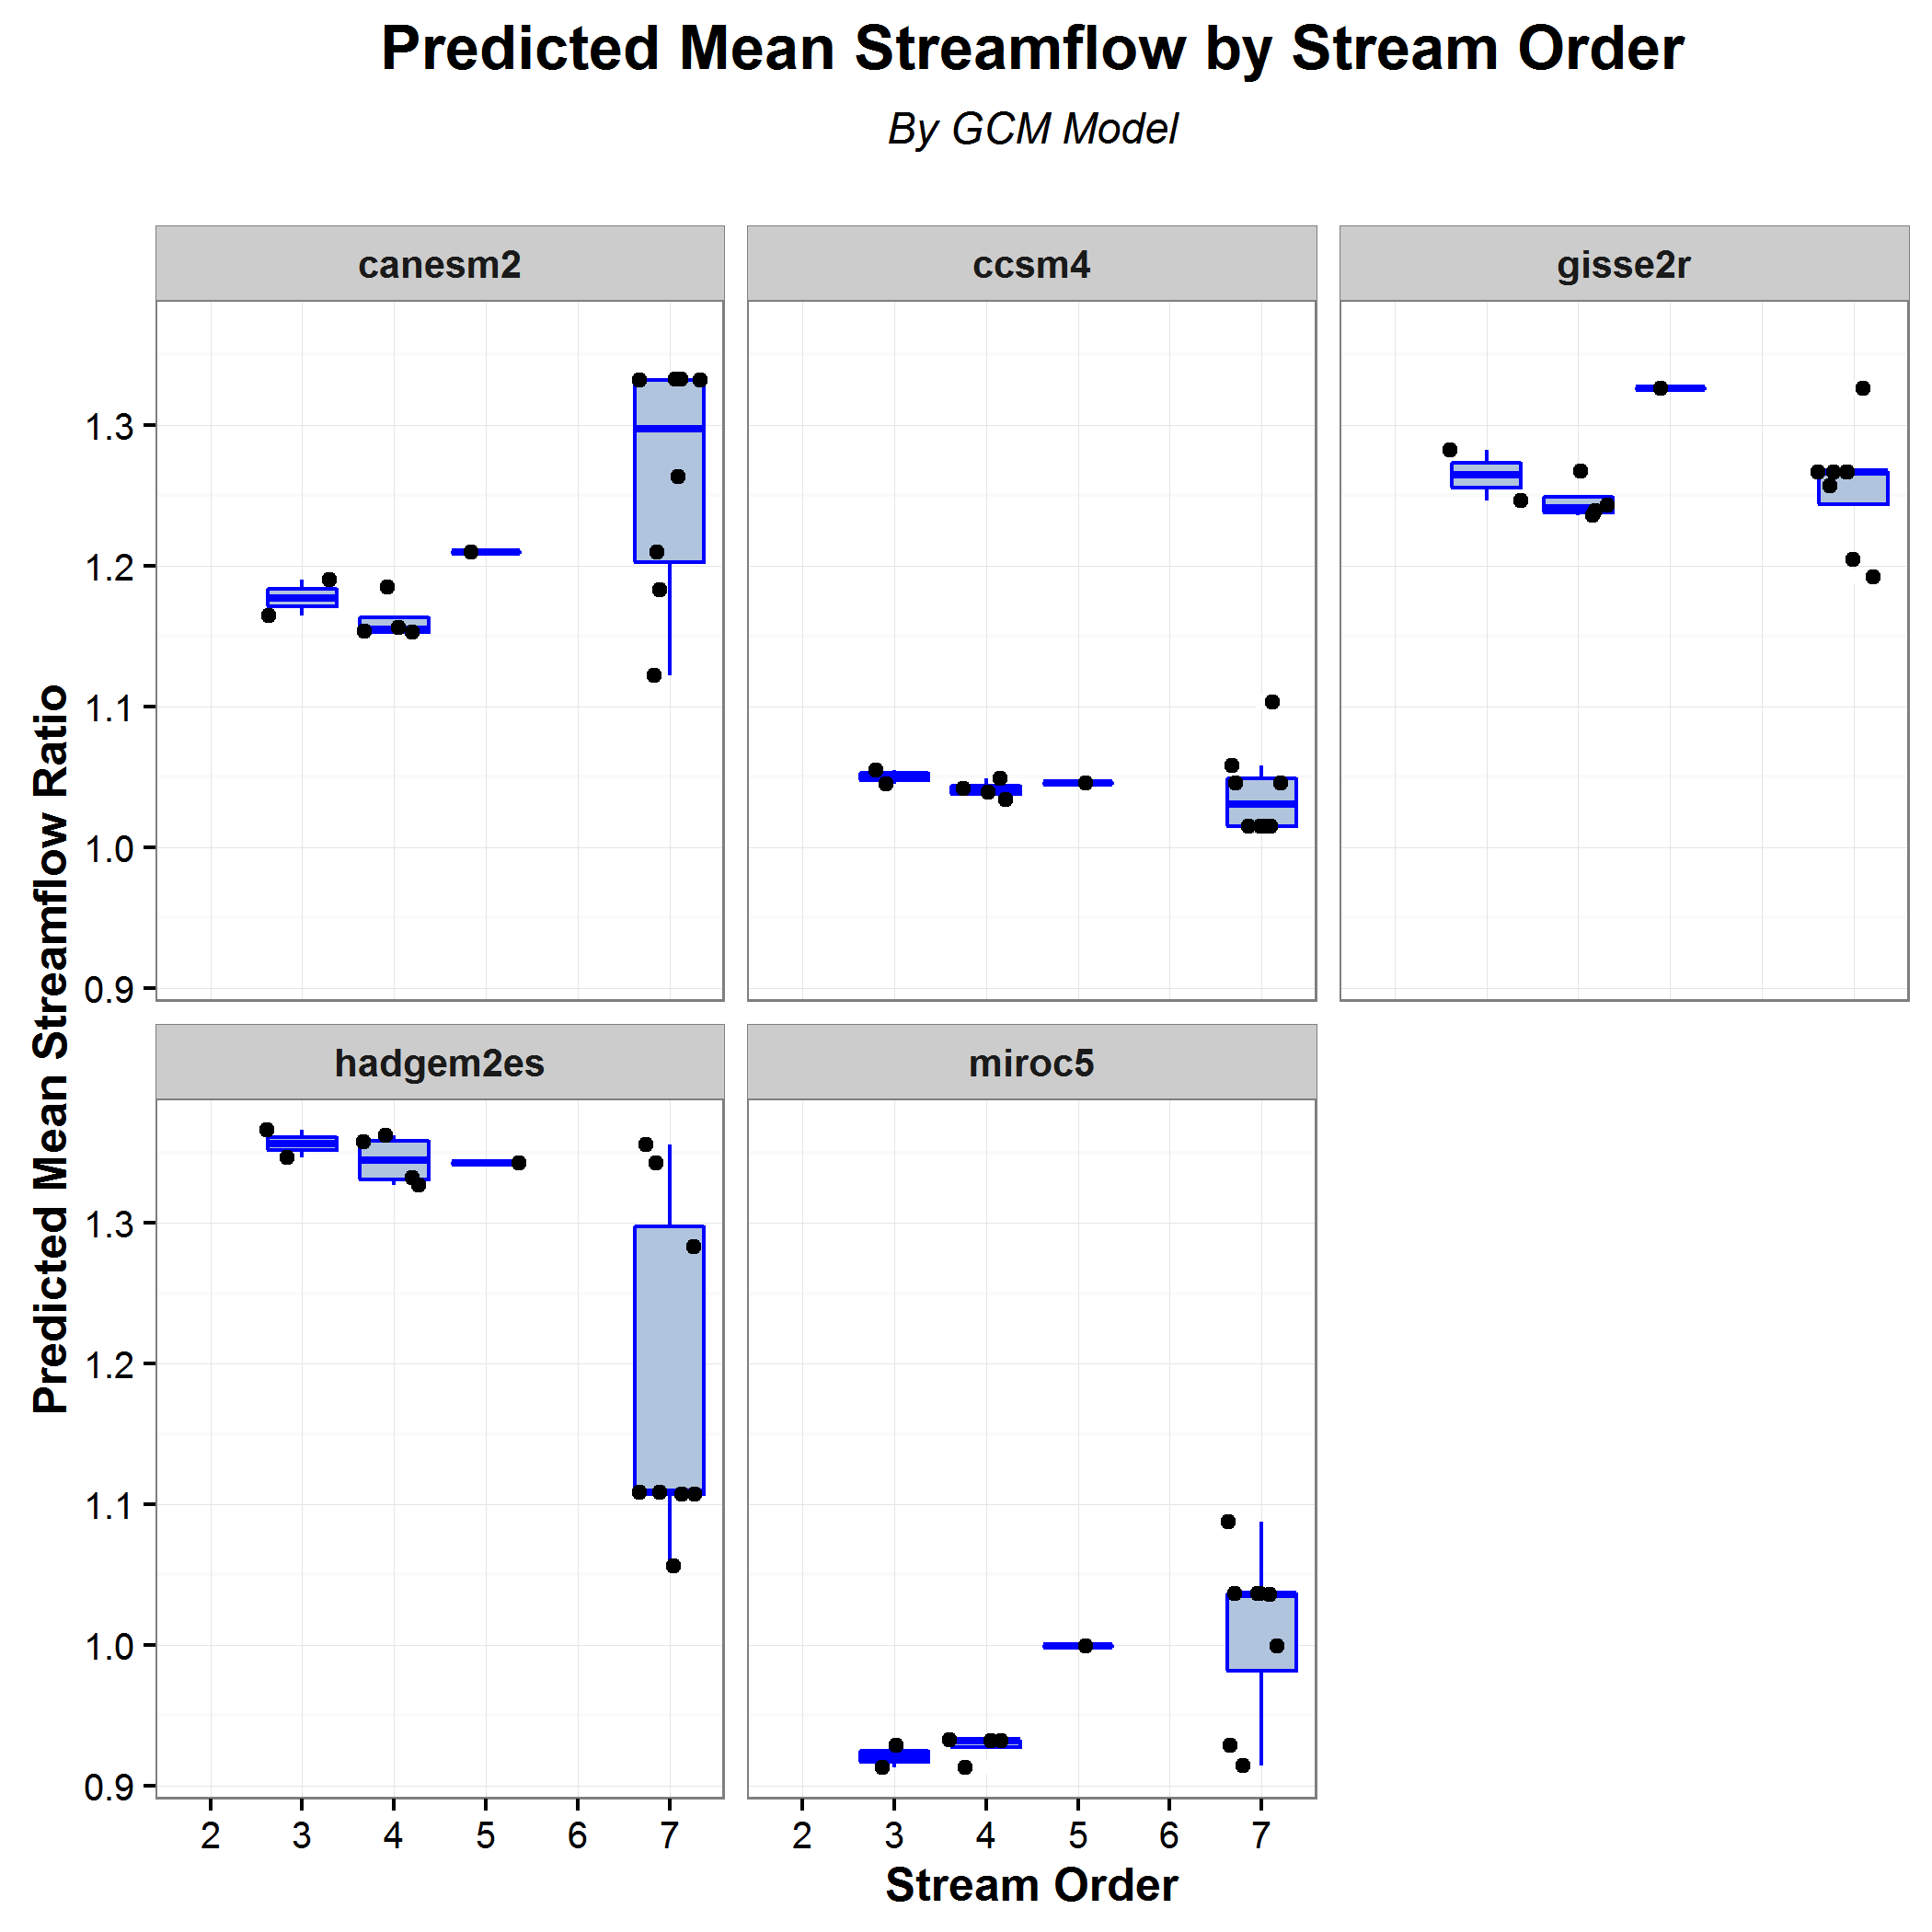 Predicted Mean Streamflow by Stream Order
By GCM Model
canesm2
ccsm4
gisse2r
1.3
1.2
1.1
1.0
0.9
Predicted Mean Streamflow Ratio
hadgem2es
miroc5
1.3
1.2
1.1
1.0
0.9
2 3 4 5 6 7
2 3 4 5 6 7
Stream Order